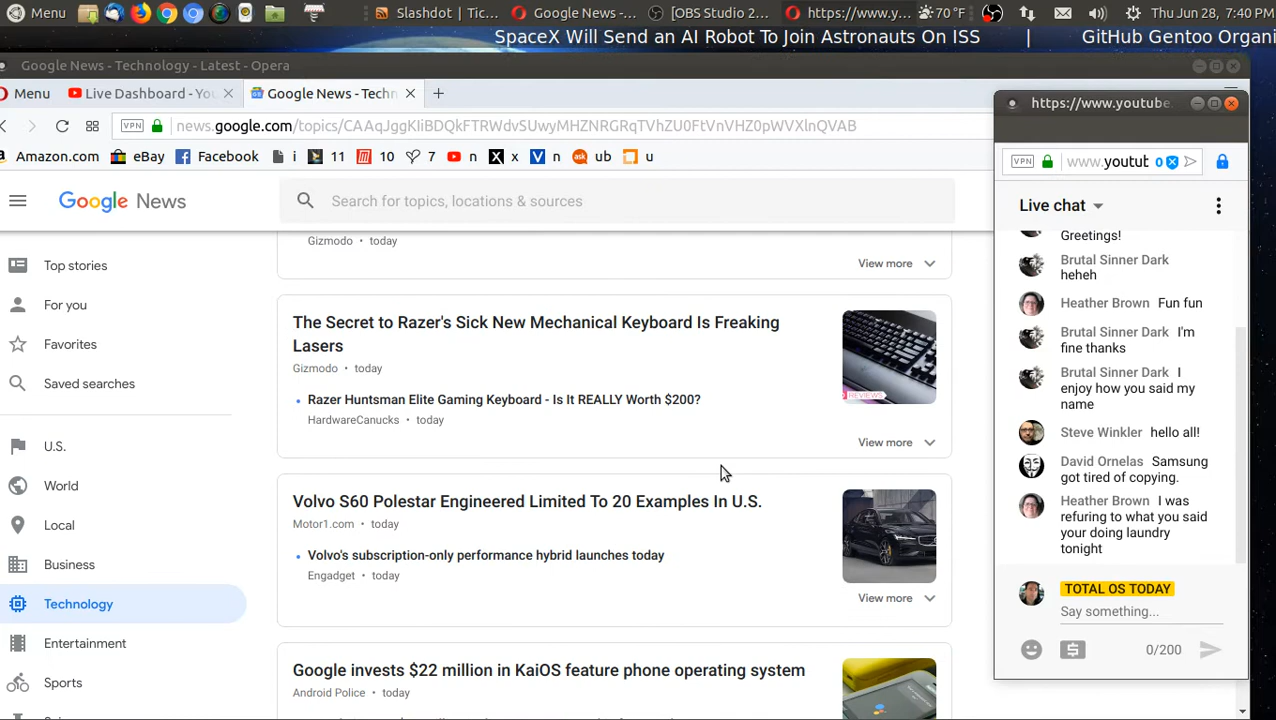 Menu
Slashdot | Tic...
Google News -...
[OBS Studio 2...
https://www.y...
70 °F
Thu Jun 28, 7:40 PM
SpaceX Will Send an AI Robot To Join Astronauts On ISS | GitHub Gentoo Organi
Google News - Technology - Latest - Opera
Menu
Live Dashboard - You
Google News - Techn
VPN
news.google.com/topics/CAAqJggKIiBDQkFTRWdvSUwyMHZNRGRqTVhZU0FtVnVHZ0pWVXlnQVAB
Amazon.com
eBay
Facebook
i
11
10
7
n
x
n
ub
u
Google News
Search for topics, locations & sources
Top stories
For you
Favorites
Saved searches
U.S.
World
Local
Business
Technology
Entertainment
Sports
Gizmodo • today
View more
The Secret to Razer's Sick New Mechanical Keyboard Is Freaking
Lasers
Gizmodo • today
Razer Huntsman Elite Gaming Keyboard - Is It REALLY Worth $200?
HardwareCanucks • today
REVIEWS
View more
Volvo S60 Polestar Engineered Limited To 20 Examples In U.S.
Motor1.com • today
Volvo's subscription-only performance hybrid launches today
Engadget • today
View more
Google invests $22 million in KaiOS feature phone operating system
Android Police • today
https://www.youtube.
VPN
www.youtub
0
Live chat
Greetings!
Brutal Sinner Dark
heheh
Heather Brown Fun fun
Brutal Sinner Dark I'm
fine thanks
Brutal Sinner Dark I
enjoy how you said my
name
Steve Winkler hello all!
David Ornelas Samsung
got tired of copying.
Heather Brown I was
refuring to what you said
your doing laundry
tonight
TOTAL OS TODAY
Say something...
0/200